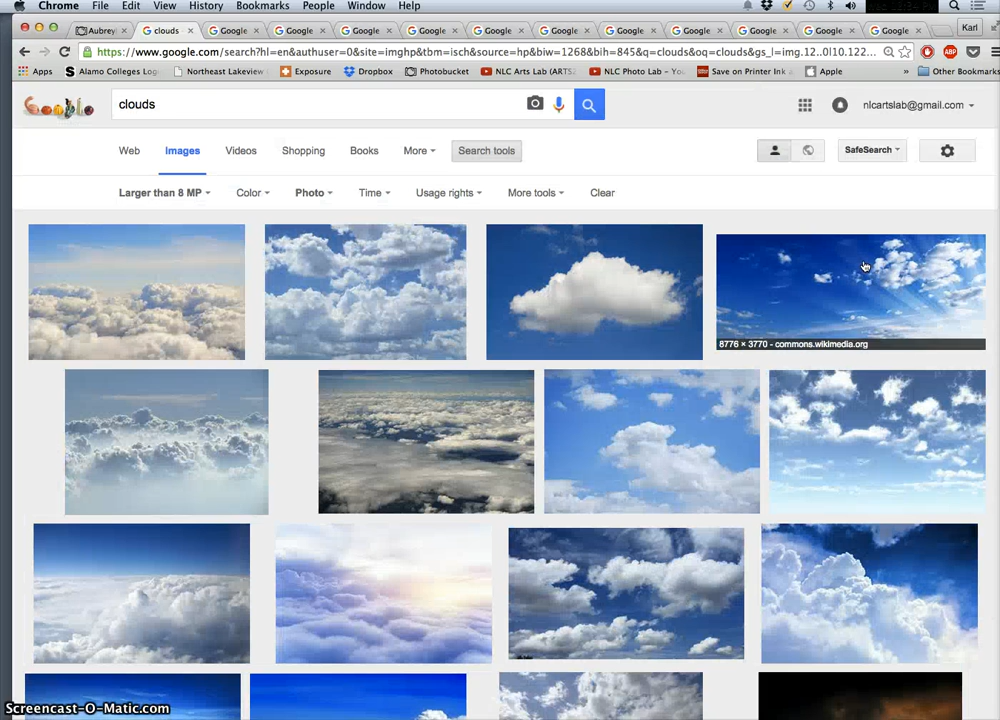 Chrome File Edit View History Bookmarks People Window Help
Aubrey clouds Google Google Google Google Google Google Google Google Google Google Google Karl
https://www.google.com/search?hl=en&authuser=0&site=imghp&tbm=isch&source=hp&biw=1268&bih=845&q=clouds&oq=clouds&gs_l=img.12..0l10.122...
Apps Alamo Colleges Log Northeast Lakeview Exposure Dropbox Photobucket NLC Arts Lab (ARTS NLC Photo Lab - You Save on Printer Ink Apple » Other Bookmarks
Google clouds nlcartslab@gmail.com
Web Images Videos Shopping Books More Search tools SafeSearch
Larger than 8 MP Color Photo Time Usage rights More tools Clear
8776 × 3770 - commons.wikimedia.org
Screencast-O-Matic.com